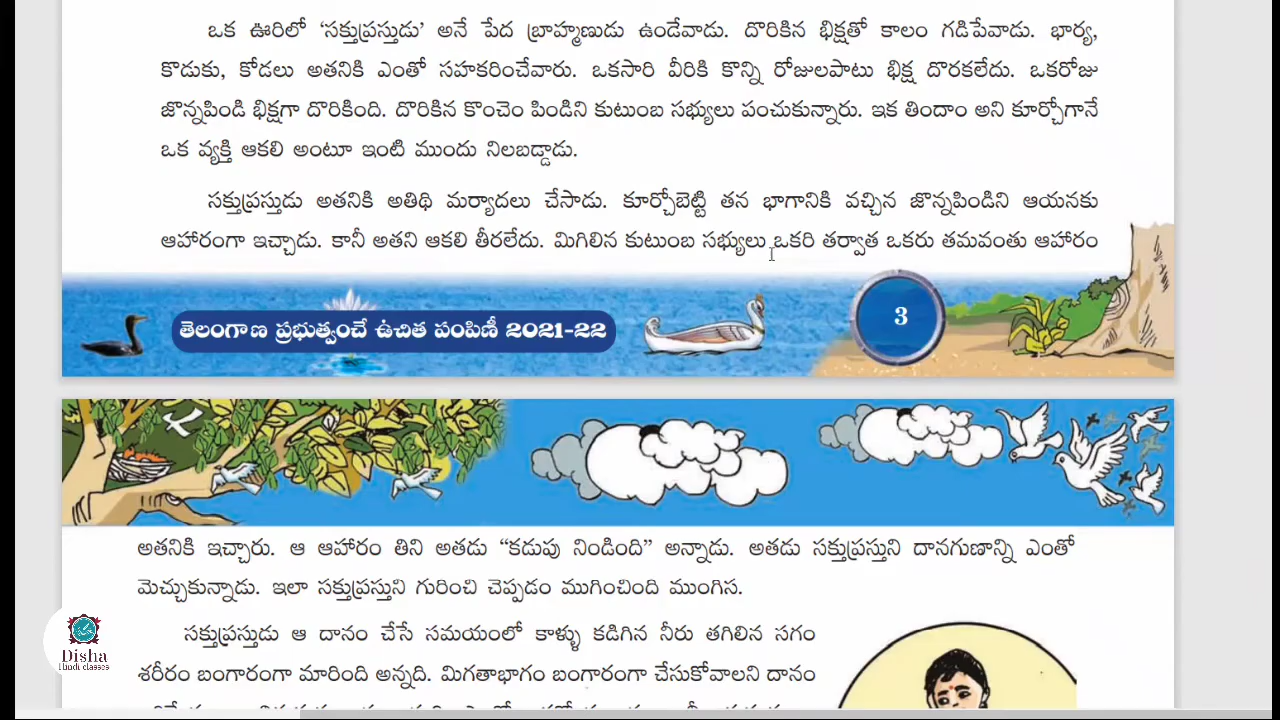 ఒక ఊరిలో ‘సక్తుప్రస్తుడు’ అనే పేద బ్రాహ్మణుడు ఉండేవాడు. దొరికిన భిక్షతో కాలం గడిపేవాడు. భార్య,
కొడుకు, కోడలు అతనికి ఎంతో సహకరించేవారు. ఒకసారి వీరికి కొన్ని రోజులపాటు భిక్ష దొరకలేదు. ఒకరోజు
జొన్నపిండి భిక్షగా దొరికింది. దొరికిన కొంచెం పిండిని కుటుంబ సభ్యులు పంచుకున్నారు. ఇక తిందాం అని కూర్చోగానే
ఒక వ్యక్తి ఆకలి అంటూ ఇంటి ముందు నిలబడ్డాడు.
సక్తుప్రస్తుడు అతనికి అతిథి మర్యాదలు చేసాడు. కూర్చోబెట్టి తన భాగానికి వచ్చిన జొన్నపిండిని ఆయనకు
ఆహారంగా ఇచ్చాడు. కానీ అతని ఆకలి తీరలేదు. మిగిలిన కుటుంబ సభ్యులు ఒకరి తర్వాత ఒకరు తమవంతు ఆహారం
తెలంగాణ ప్రభుత్వంచే ఉచిత పంపిణీ 2021-22
3
అతనికి ఇచ్చారు. ఆ ఆహారం తిని అతడు “కడుపు నిండింది” అన్నాడు. అతడు సక్తుప్రస్తుని దానగుణాన్ని ఎంతో
మెచ్చుకున్నాడు. ఇలా సక్తుప్రస్తుని గురించి చెప్పడం ముగించింది ముంగిస.
సక్తుప్రస్తుడు ఆ దానం చేసే సమయంలో కాళ్ళు కడిగిన నీరు తగిలిన సగం
శరీరం బంగారంగా మారింది అన్నది. మిగతాభాగం బంగారంగా చేసుకోవాలని దానం
Disha
Hindi classes